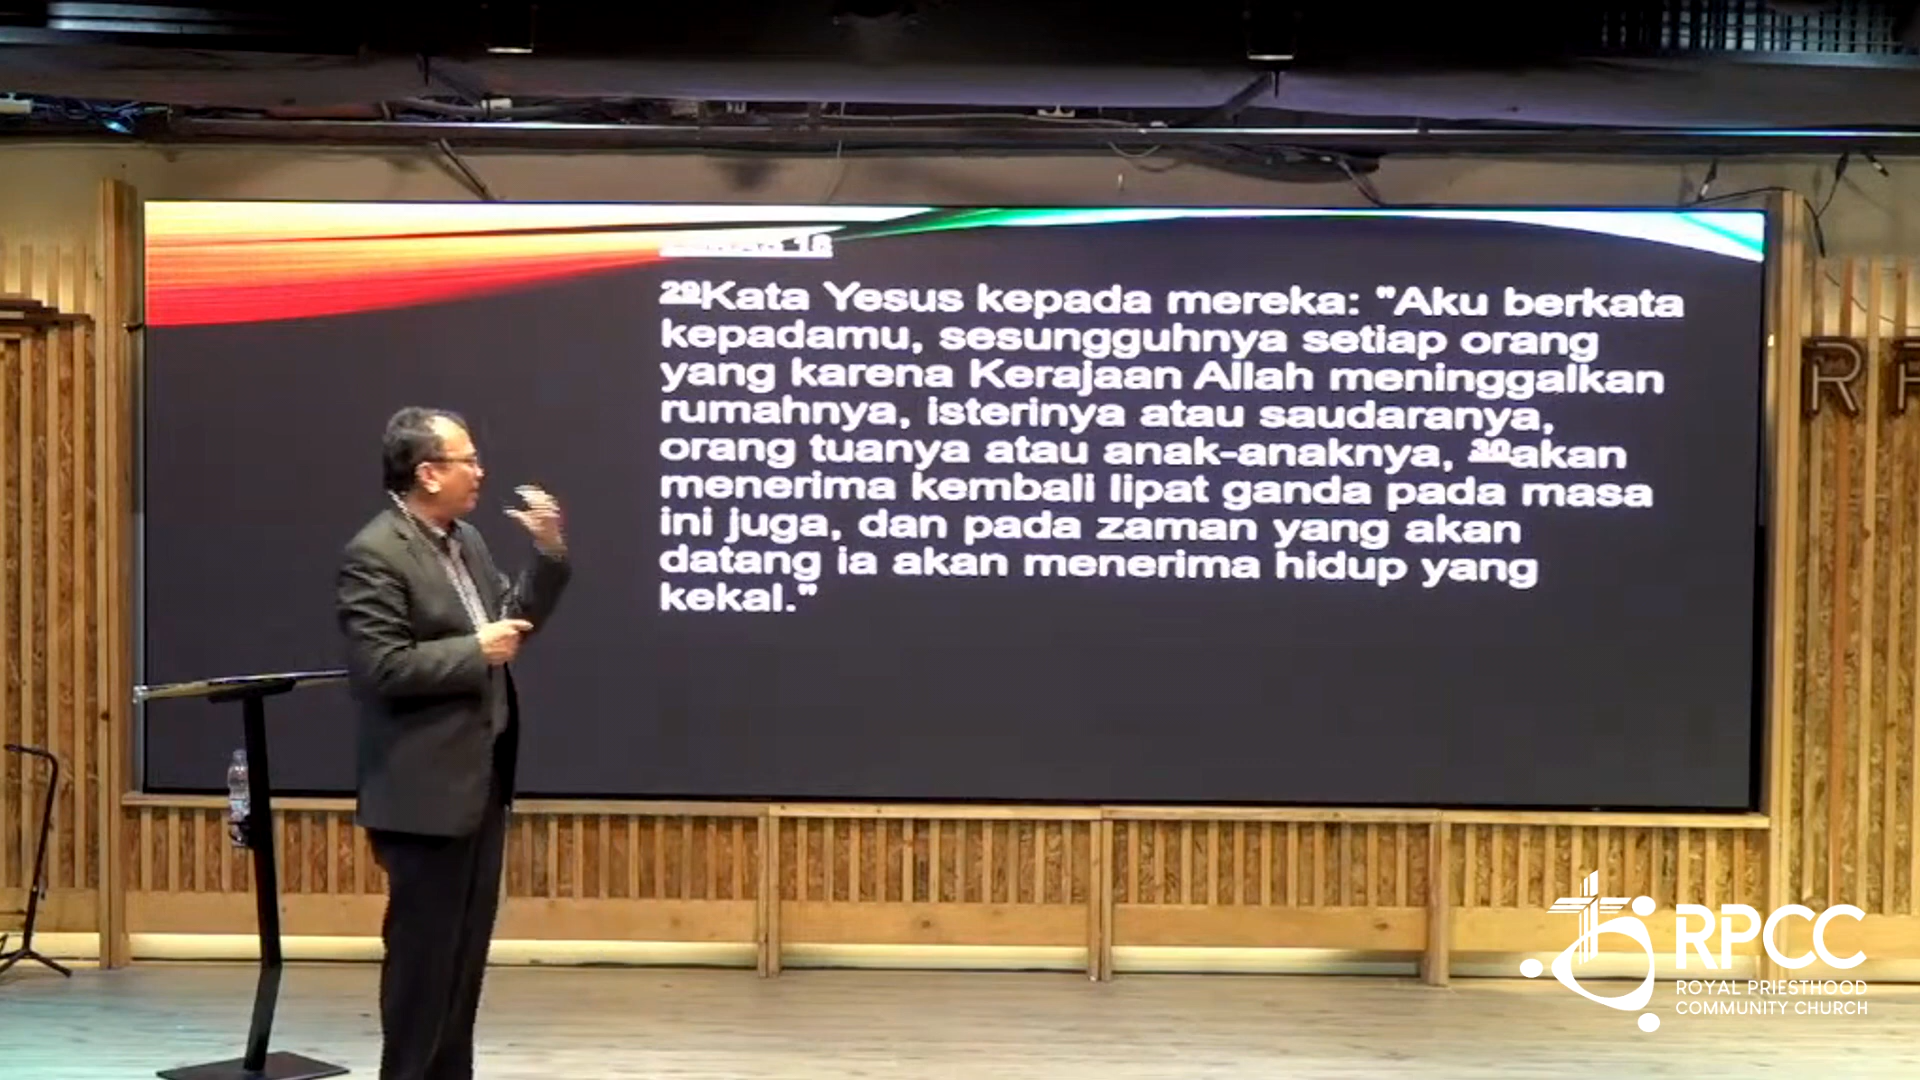 29Kata Yesus kepada mereka: "Aku berkata
kepadamu, sesungguhnya setiap orang
yang karena Kerajaan Allah meninggalkan
rumahnya, isterinya atau saudaranya,
orang tuanya atau anak-anaknya, 30akan
menerima kembali lipat ganda pada masa
ini juga, dan pada zaman yang akan
datang ia akan menerima hidup yang
kekal."
R
RPCC
ROYAL PRIESTHOOD
COMMUNITY CHURCH